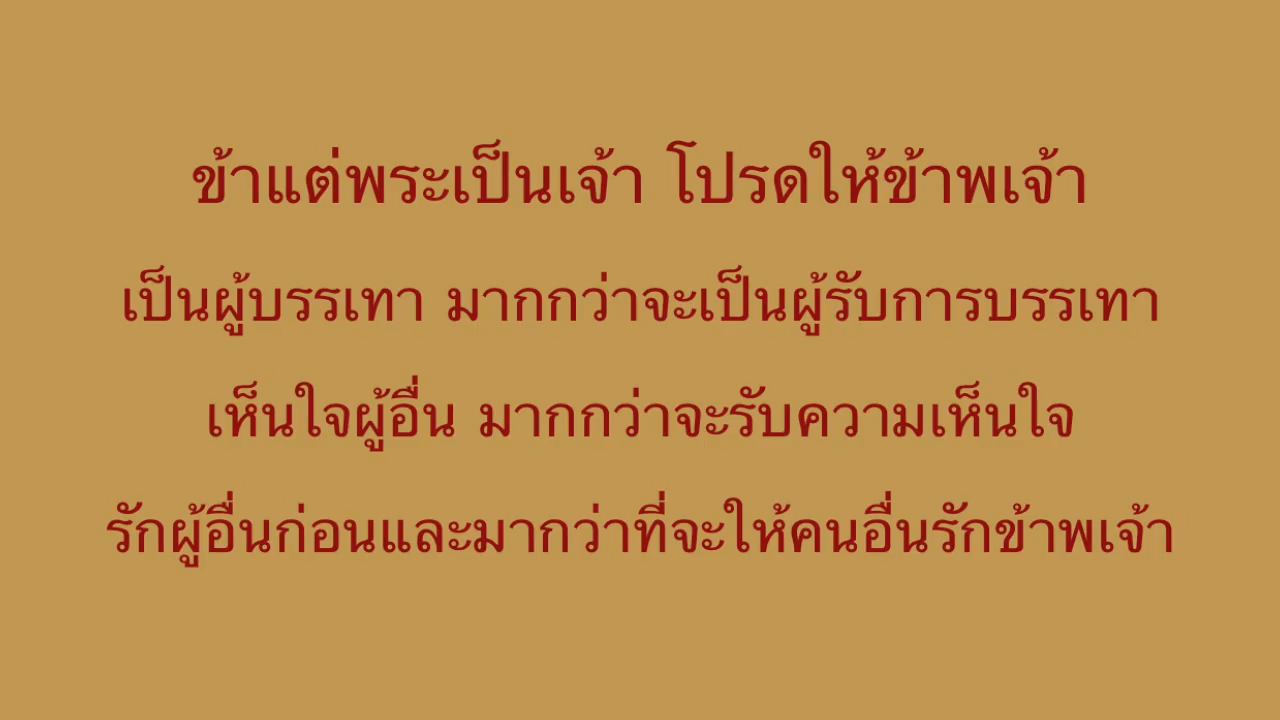 ข้าแต่พระเป็นเจ้า โปรดให้ข้าพเจ้า
เป็นผู้บรรเทา มากกว่าจะเป็นผู้รับการบรรเทา
เห็นใจผู้อื่น มากกว่าจะรับความเห็นใจ
รักผู้อื่นก่อนและมากว่าที่จะให้คนอื่นรักข้าพเจ้า